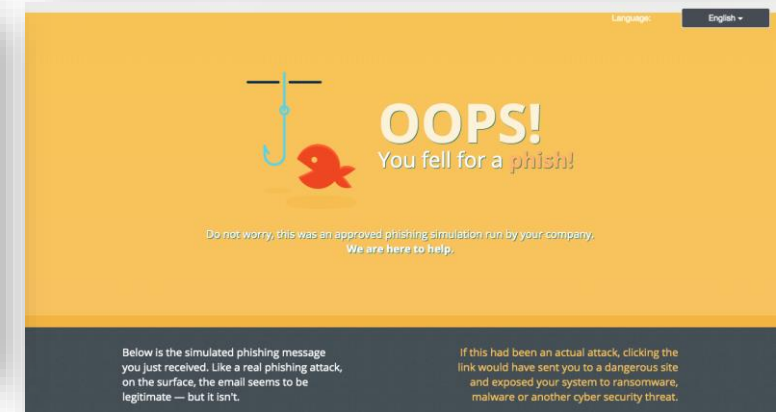 Language: English
OOPS!
You fell for a phish!
Do not worry, this was an approved phishing simulation run by your company.
We are here to help.
Below is the simulated phishing message
you just received. Like a real phishing attack,
on the surface, the email seems to be
legitimate — but it isn't.
If this had been an actual attack, clicking the
link would have sent you to a dangerous site
and exposed your system to ransomware,
malware or another cyber security threat.